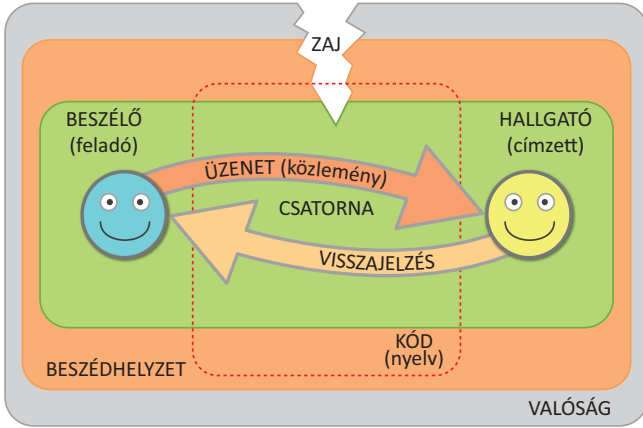 ZAJ
BESZÉLŐ
(feladó)
HALLGATÓ
(címzett)
ÜZENET (közlemény)
CSATORNA
VISSZAJELZÉS
KÓD
(nyelv)
BESZÉDHELYZET
VALÓSÁG